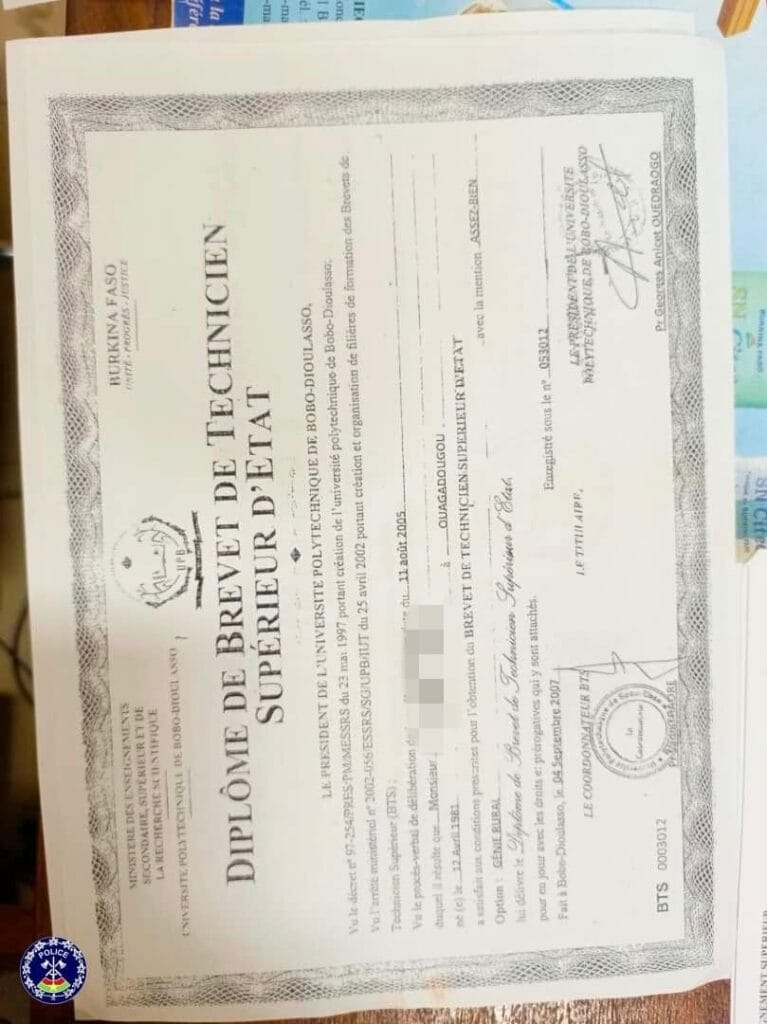 BURKINA FASO
UNITÉ - PROGRÈS - JUSTICE
MINISTERE DES ENSEIGNEMENTS
SECONDAIRE, SUPÉRIEUR ET DE
LA RECHERCHE SCIENTIFIQUE
UNIVERSITE POLYTECHNIQUE DE BOBO-DIOULASSO
UPB
DIPLÔME DE BREVET DE TECHNICIEN
SUPÉRIEUR D'ETAT
LE PRESIDENT DE L'UNIVERSITE POLYTECHNIQUE DE BOBO-DIOULASSO,
Vu le décret n° 97-254/PRES/PM/MESSRS du 23 mai 1997 portant création de l'université polytechnique de Bobo-Dioulasso;
Vu l'arrêté ministériel n° 2002-056/ESSRS/SG/UPB/IUT du 25 avril 2002 portant création et organisation de filières de formation des Brevets de
Technicien Supérieur (BTS) ;
Vu le procès-verbal de délibération du 11 août 2005
duquel il résulte que Monsieur
né (e) le 12 Avril 1981 à OUAGADOUGOU
a satisfait aux conditions prescrites pour l'obtention du BREVET DE TECHNICIEN SUPERIEUR D'ETAT
Option : GÉNIE RURAL avec la mention ASSEZ-BIEN
lui délivre le Diplôme de Brevet de Technicien Supérieur d'Etat,
pour en jouir avec les droits et prérogatives qui y sont attachés.
Enregistré sous le n° 053012
Fait à Bobo-Dioulasso, le 04 Septembre 2007
LE COORDONNATEUR BTS
LE TITULAIRE,
LE PRESIDENT DE L'UNIVERSITE
POLYTECHNIQUE DE BOBO-DIOULASSO
Pr Georges Anicet OUEDRAOGO
BTS 0003012
POLICE